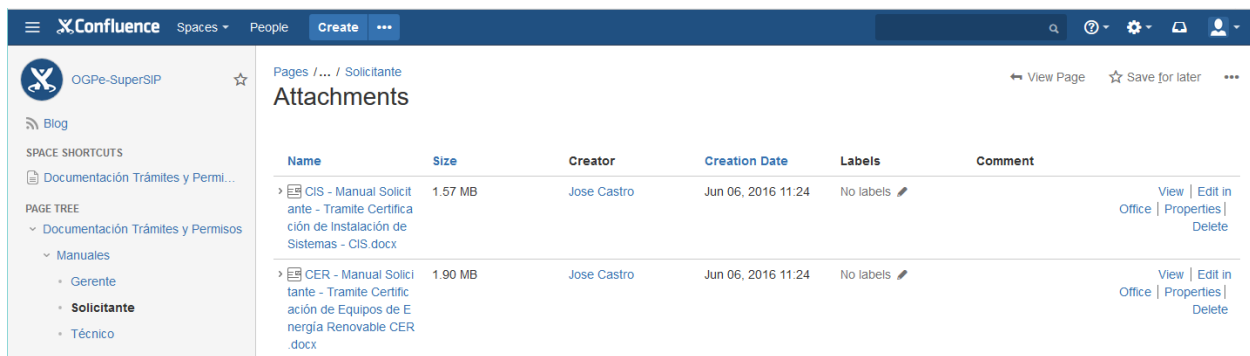 Confluence Spaces People Create •••
OGPe-SuperSIP
Blog
SPACE SHORTCUTS
Documentación Trámites y Permi...
PAGE TREE
Documentación Trámites y Permisos
Manuales
Gerente
Solicitante
Técnico
Pages /... / Solicitante
View Page Save for later •••
Attachments
Name Size Creator Creation Date Labels Comment
CIS - Manual Solicit 1.57 MB Jose Castro Jun 06, 2016 11:24 No labels View | Edit in
ante - Tramite Certifica Office | Properties |
ción de Instalación de Delete
Sistemas - CIS.docx
CER - Manual Solici 1.90 MB Jose Castro Jun 06, 2016 11:24 No labels View | Edit in
tante - Tramite Certific Office | Properties |
ación de Equipos de E Delete
nergía Renovable CER
.docx